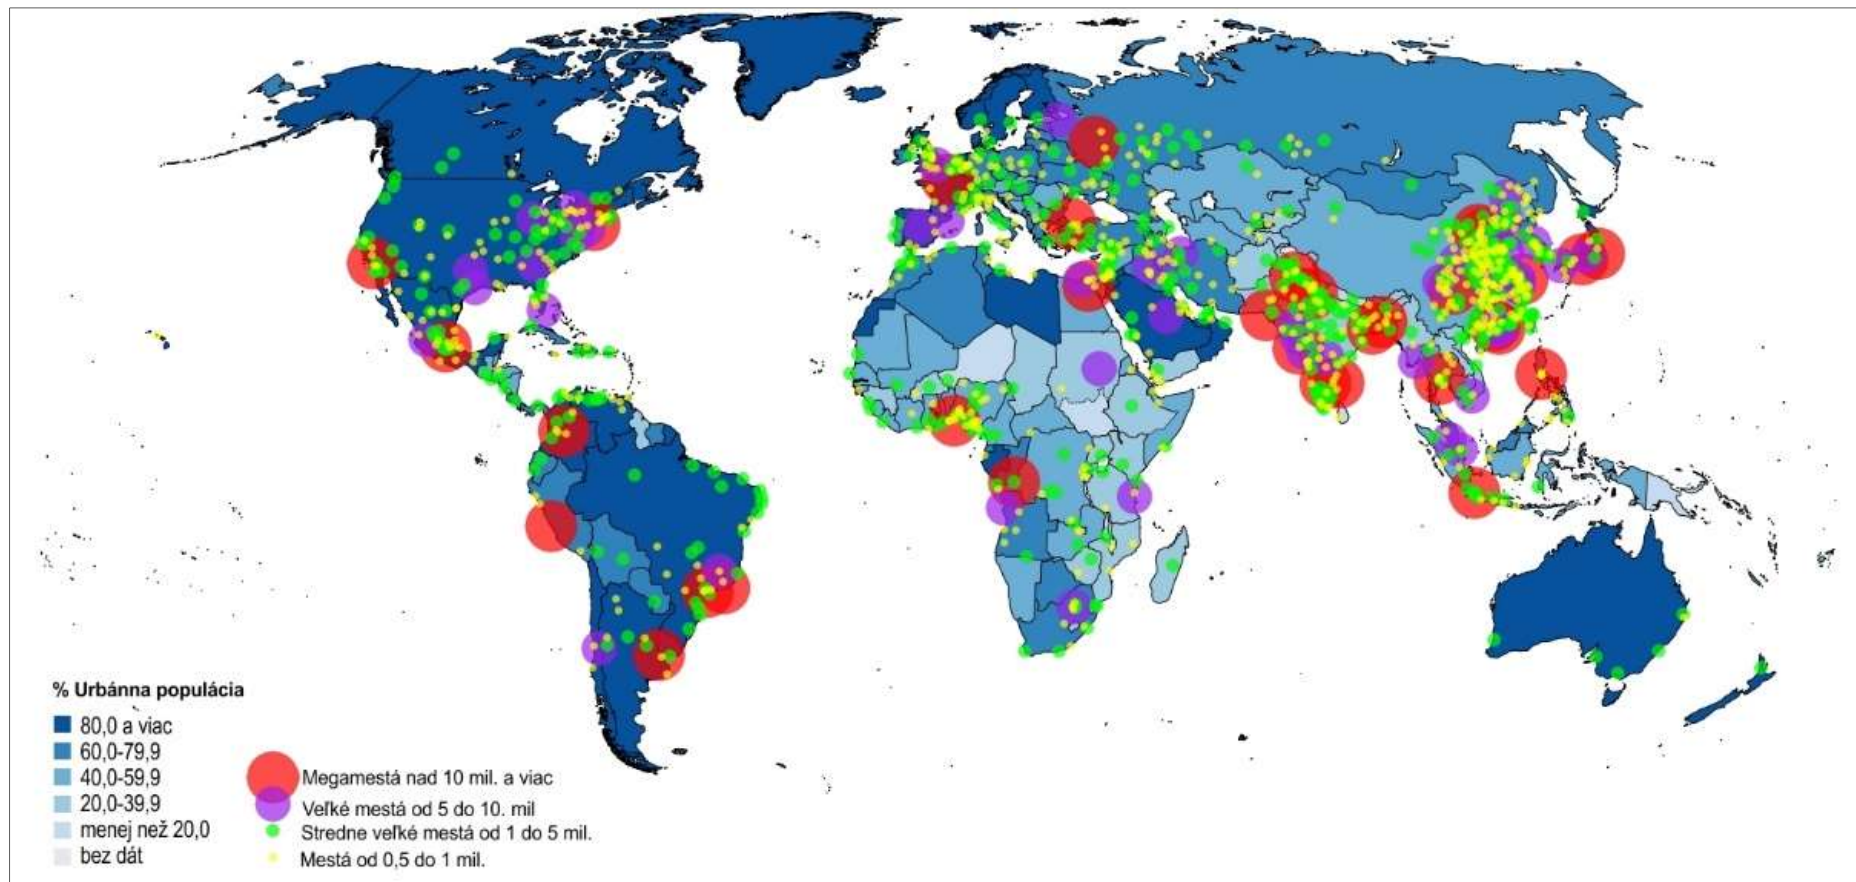 % Urbánna populácia
80,0 a viac
60,0-79,9
40,0-59,9
20,0-39,9
menej než 20,0
bez dát
Megamestá nad 10 mil. a viac
Veľké mestá od 5 do 10. mil
Stredne veľké mestá od 1 do 5 mil.
Mestá od 0,5 do 1 mil.